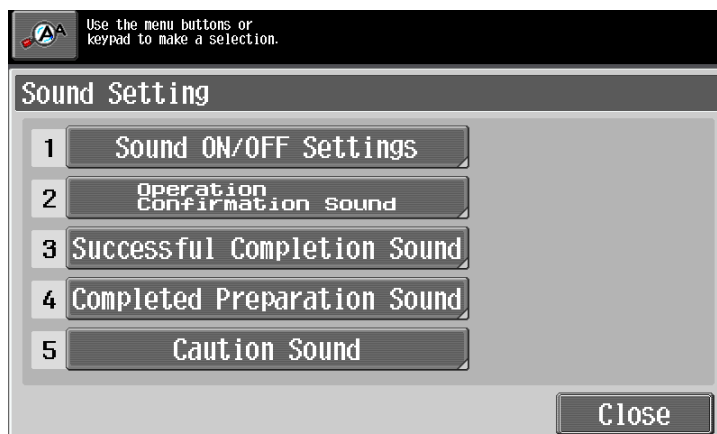 AA
Use the menu buttons or
keypad to make a selection.
Sound Setting
1 Sound ON/OFF Settings
2 Operation
Confirmation Sound
3 Successful Completion Sound
4 Completed Preparation Sound
5 Caution Sound
Close